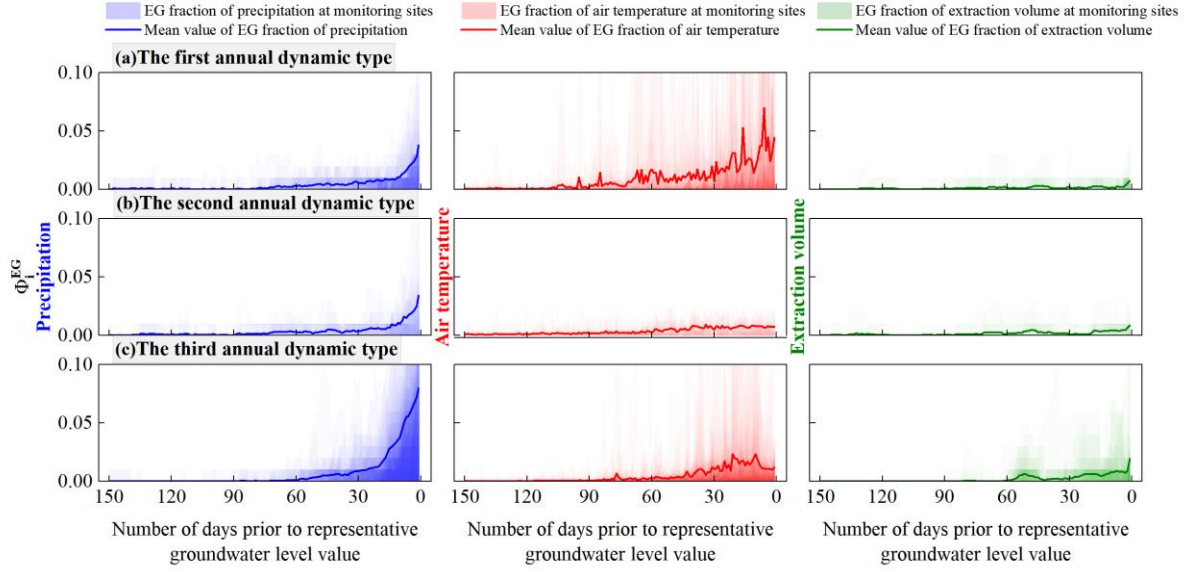 EG fraction of precipitation at monitoring sites
Mean value of EG fraction of precipitation
EG fraction of air temperature at monitoring sites
Mean value of EG fraction of air temperature
EG fraction of extraction volume at monitoring sites
Mean value of EG fraction of extraction volume
(a)The first annual dynamic type
0.10
0.05
0.00
(b)The second annual dynamic type
0.10
0.05
0.00
(c)The third annual dynamic type
0.10
0.05
0.00
Φ_i^EG
Precipitation
Air temperature
Extraction volume
150 120 90 60 30 0
150 120 90 60 30 0
150 120 90 60 30 0
Number of days prior to representative
groundwater level value
Number of days prior to representative
groundwater level value
Number of days prior to representative
groundwater level value